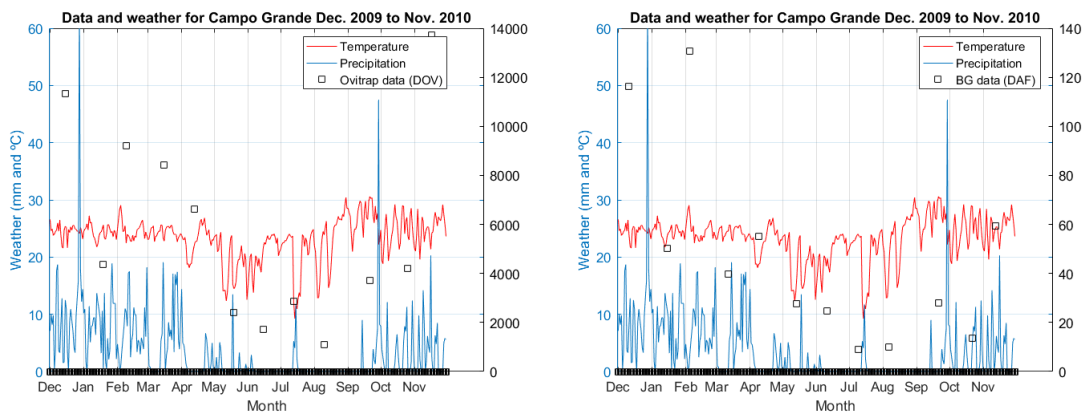 Data and weather for Campo Grande Dec. 2009 to Nov. 2010
60
50
40
30
20
10
0
Weather (mm and ºC)
14000
12000
10000
8000
6000
4000
2000
0
Temperature
Precipitation
Ovitrap data (DOV)
Dec Jan Feb Mar Apr May Jun Jul Aug Sep Oct Nov
Month
Data and weather for Campo Grande Dec. 2009 to Nov. 2010
60
50
40
30
20
10
0
Weather (mm and ºC)
140
120
100
80
60
40
20
0
Temperature
Precipitation
BG data (DAF)
Dec Jan Feb Mar Apr May Jun Jul Aug Sep Oct Nov
Month